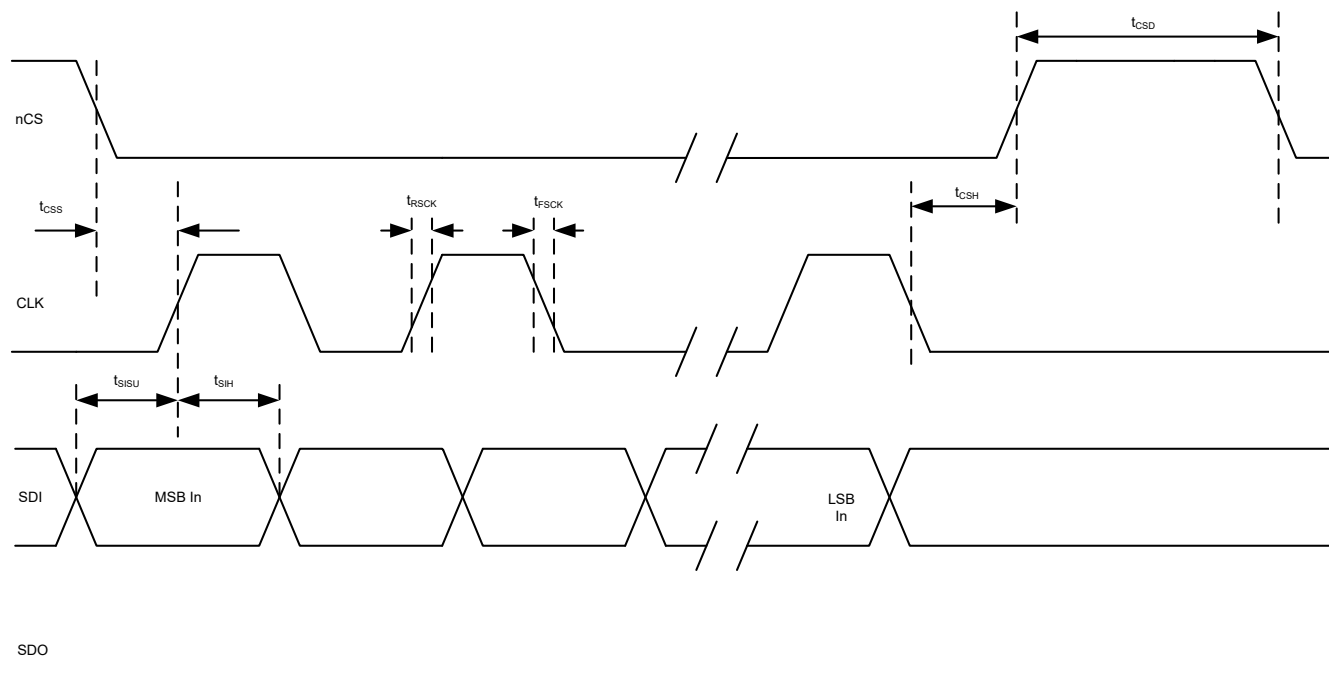 tCSD
nCS
tCSS
tRSCK
tFSCK
tCSH
CLK
tSISU
tSIH
SDI
MSB In
LSB
In
SDO